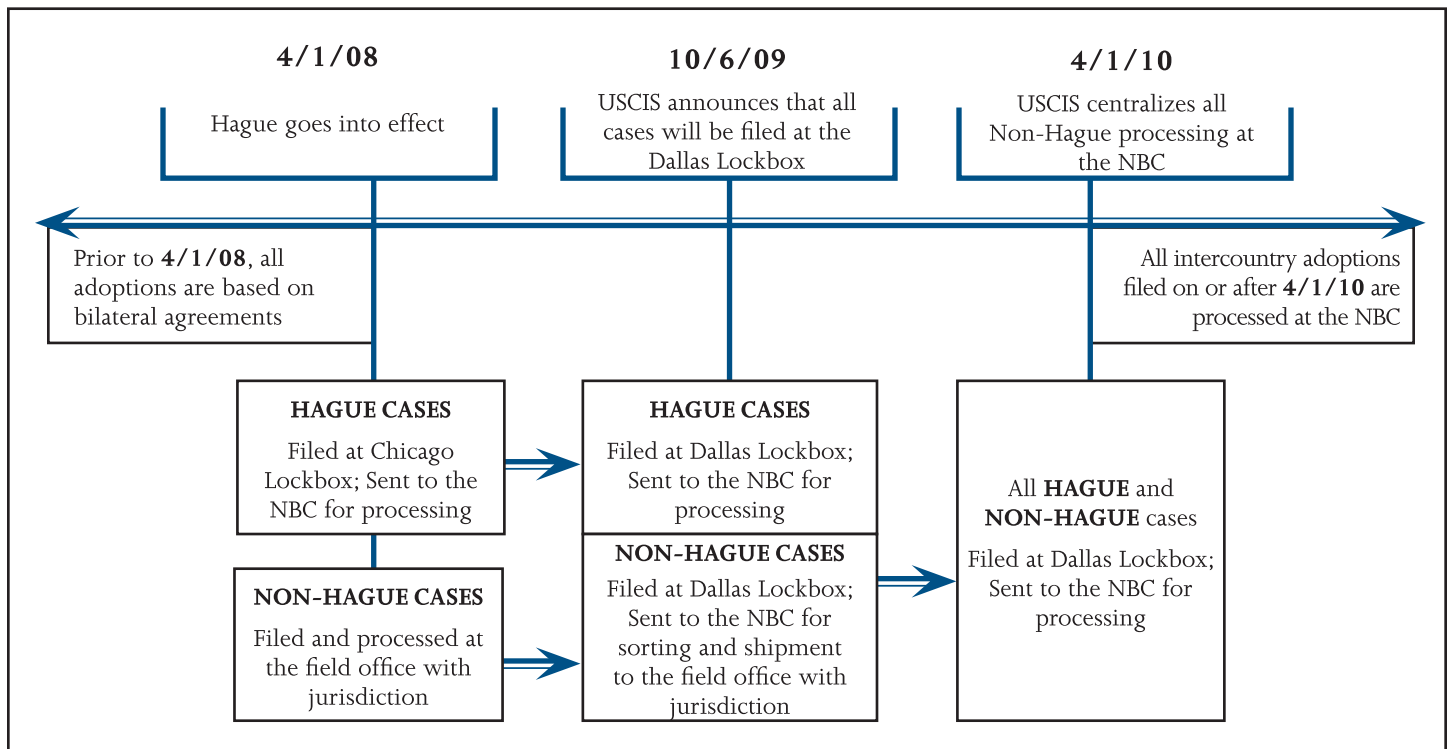 4/1/08
Hague goes into effect
10/6/09
USCIS announces that all
cases will be filed at the
Dallas Lockbox
4/1/10
USCIS centralizes all
Non-Hague processing at
the NBC
Prior to 4/1/08, all
adoptions are based on
bilateral agreements
All intercountry adoptions
filed on or after 4/1/10 are
processed at the NBC
HAGUE CASES
Filed at Chicago
Lockbox; Sent to the
NBC for processing
NON-HAGUE CASES
Filed and processed at
the field office with
jurisdiction
HAGUE CASES
Filed at Dallas Lockbox;
Sent to the NBC for
processing
NON-HAGUE CASES
Filed at Dallas Lockbox;
Sent to the NBC for
sorting and shipment
to the field office with
jurisdiction
All HAGUE and
NON-HAGUE cases
Filed at Dallas Lockbox;
Sent to the NBC for
processing